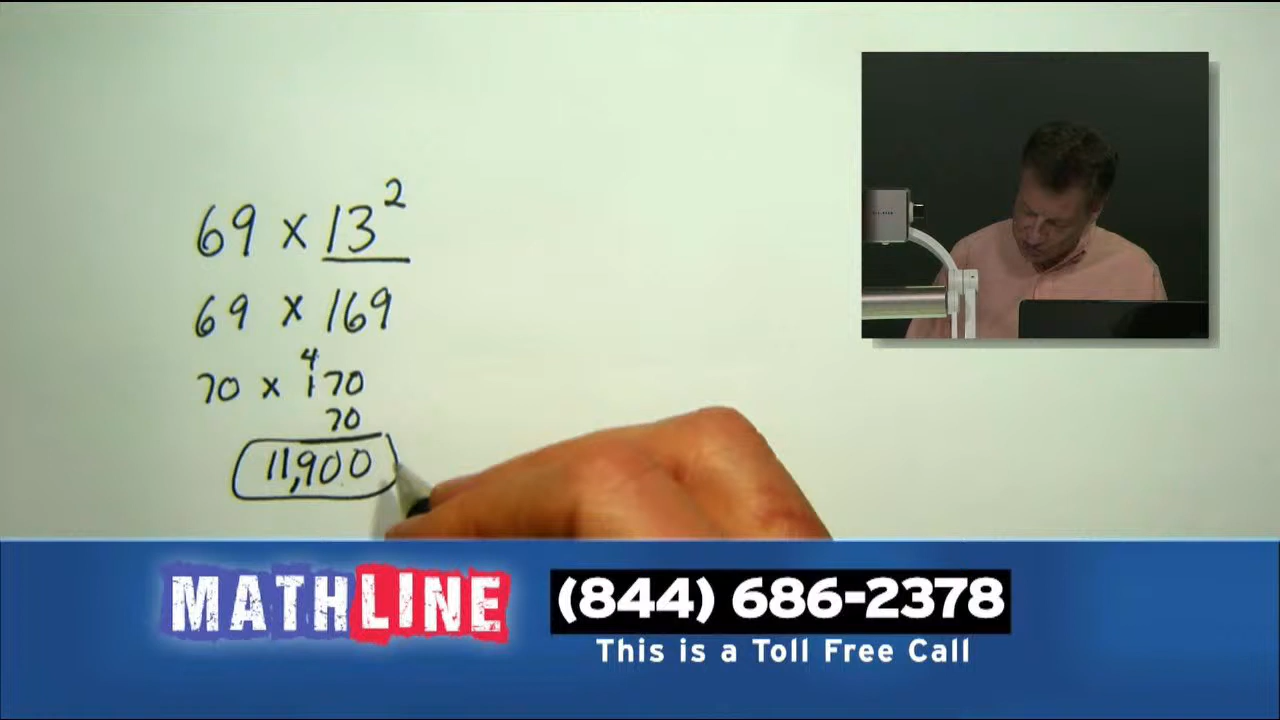 69 x 13²
69 x 169
4
70 x 170
70
11,900
MATHLINE
(844) 686-2378
This is a Toll Free Call